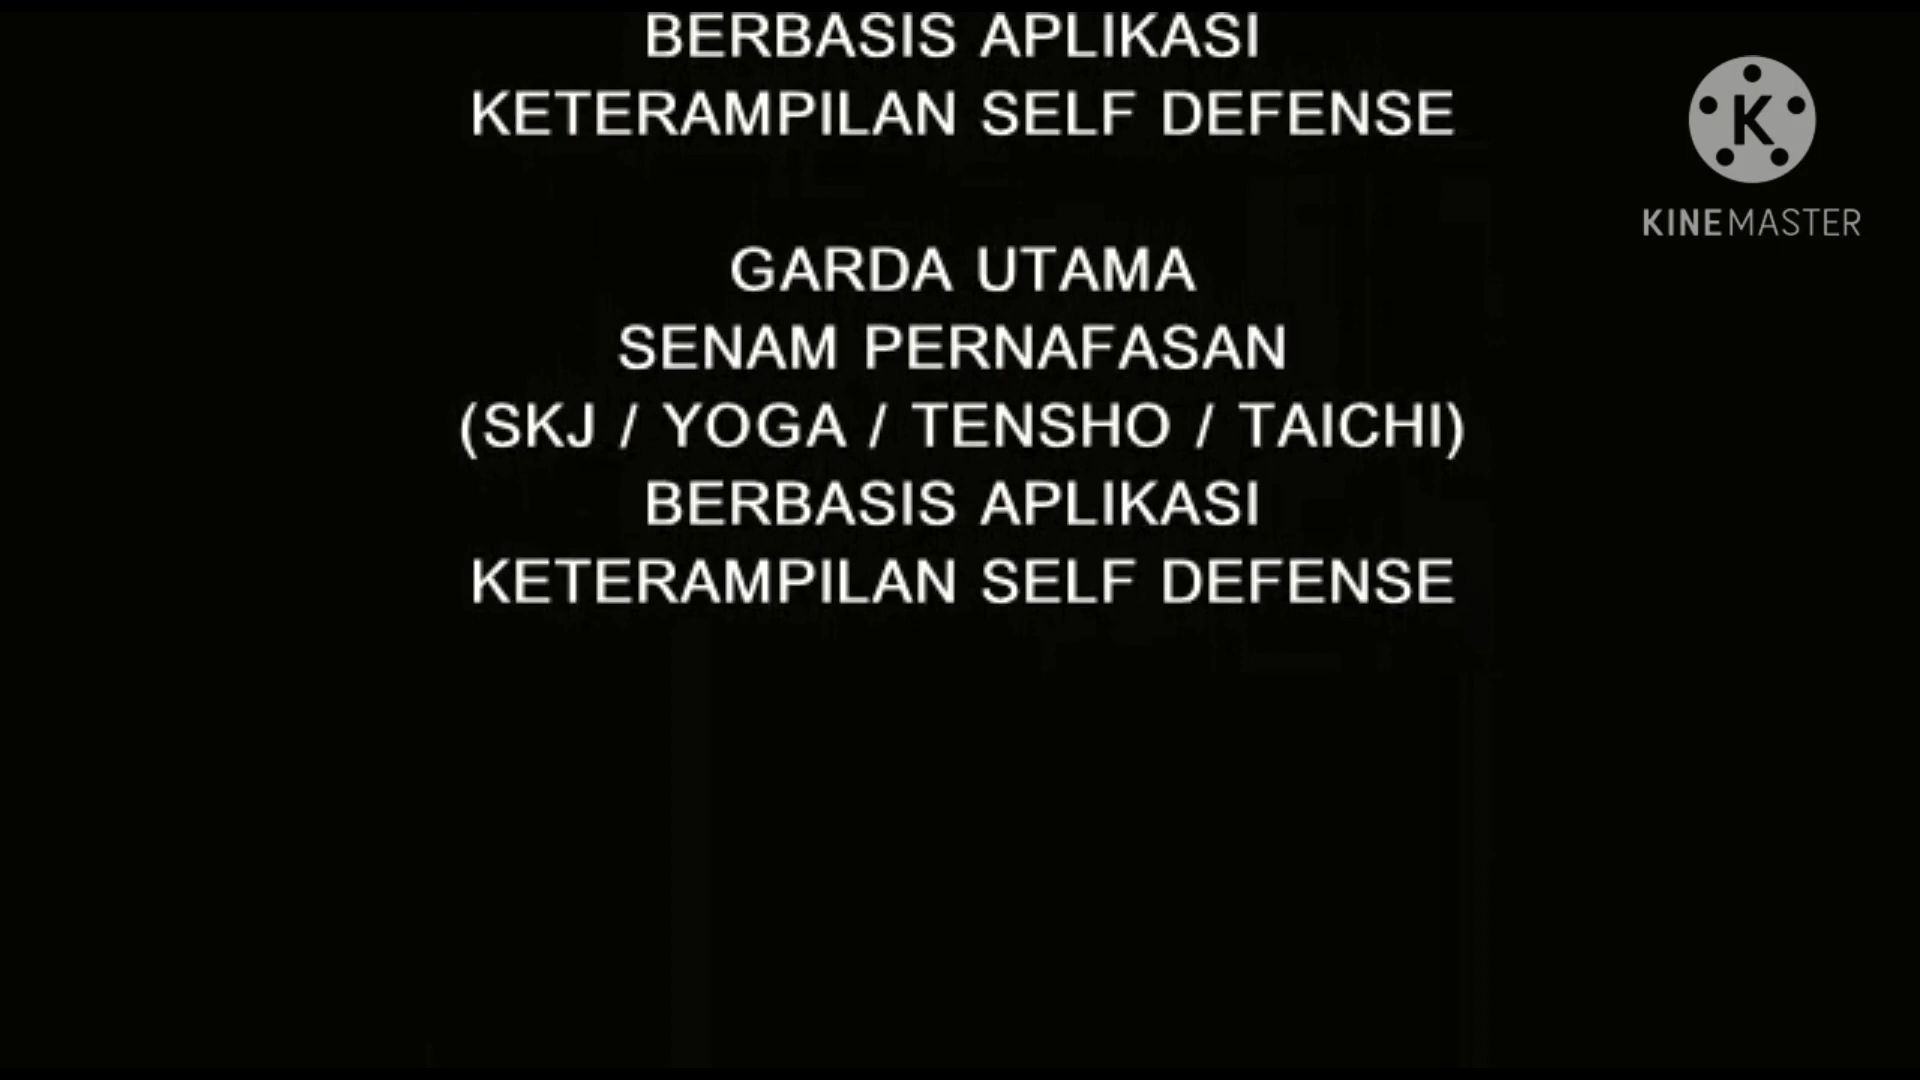 BERBASIS APLIKASI
KETERAMPILAN SELF DEFENSE
GARDA UTAMA
SENAM PERNAFASAN
(SKJ / YOGA / TENSHO / TAICHI)
BERBASIS APLIKASI
KETERAMPILAN SELF DEFENSE
K
KINEMASTER